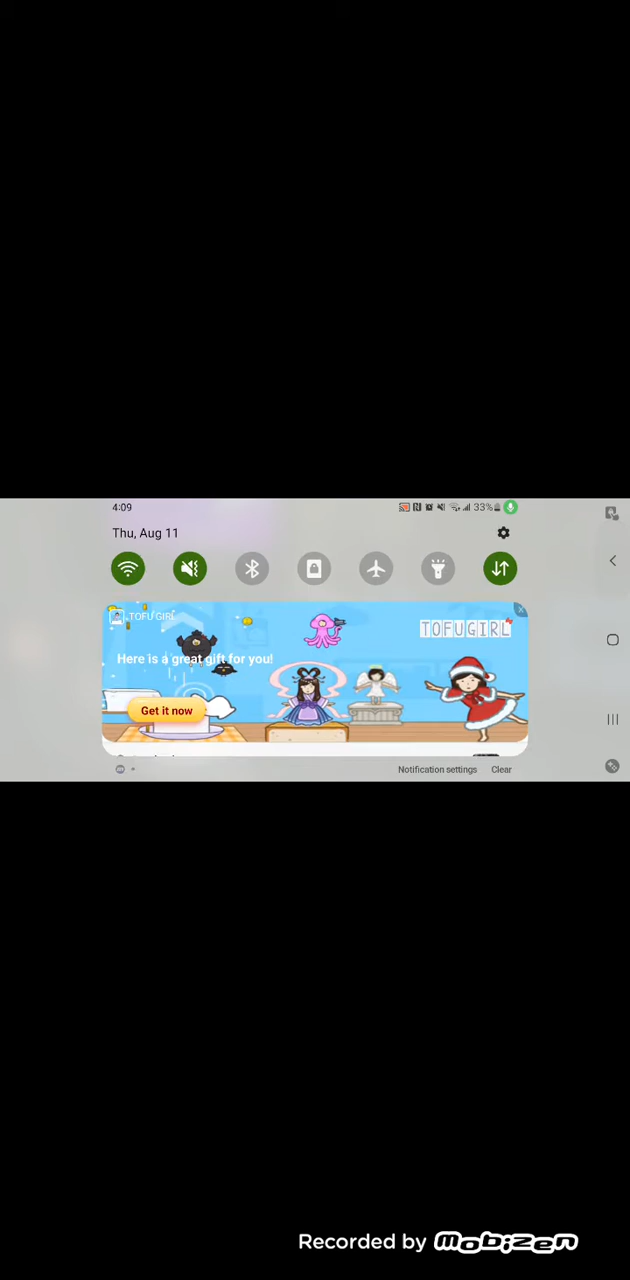 4:09
33%
Thu, Aug 11
TOFU GIRL
TOFUGIRL
Here is a great gift for you!
Get it now
Notification settings
Clear
Recorded by mobizen